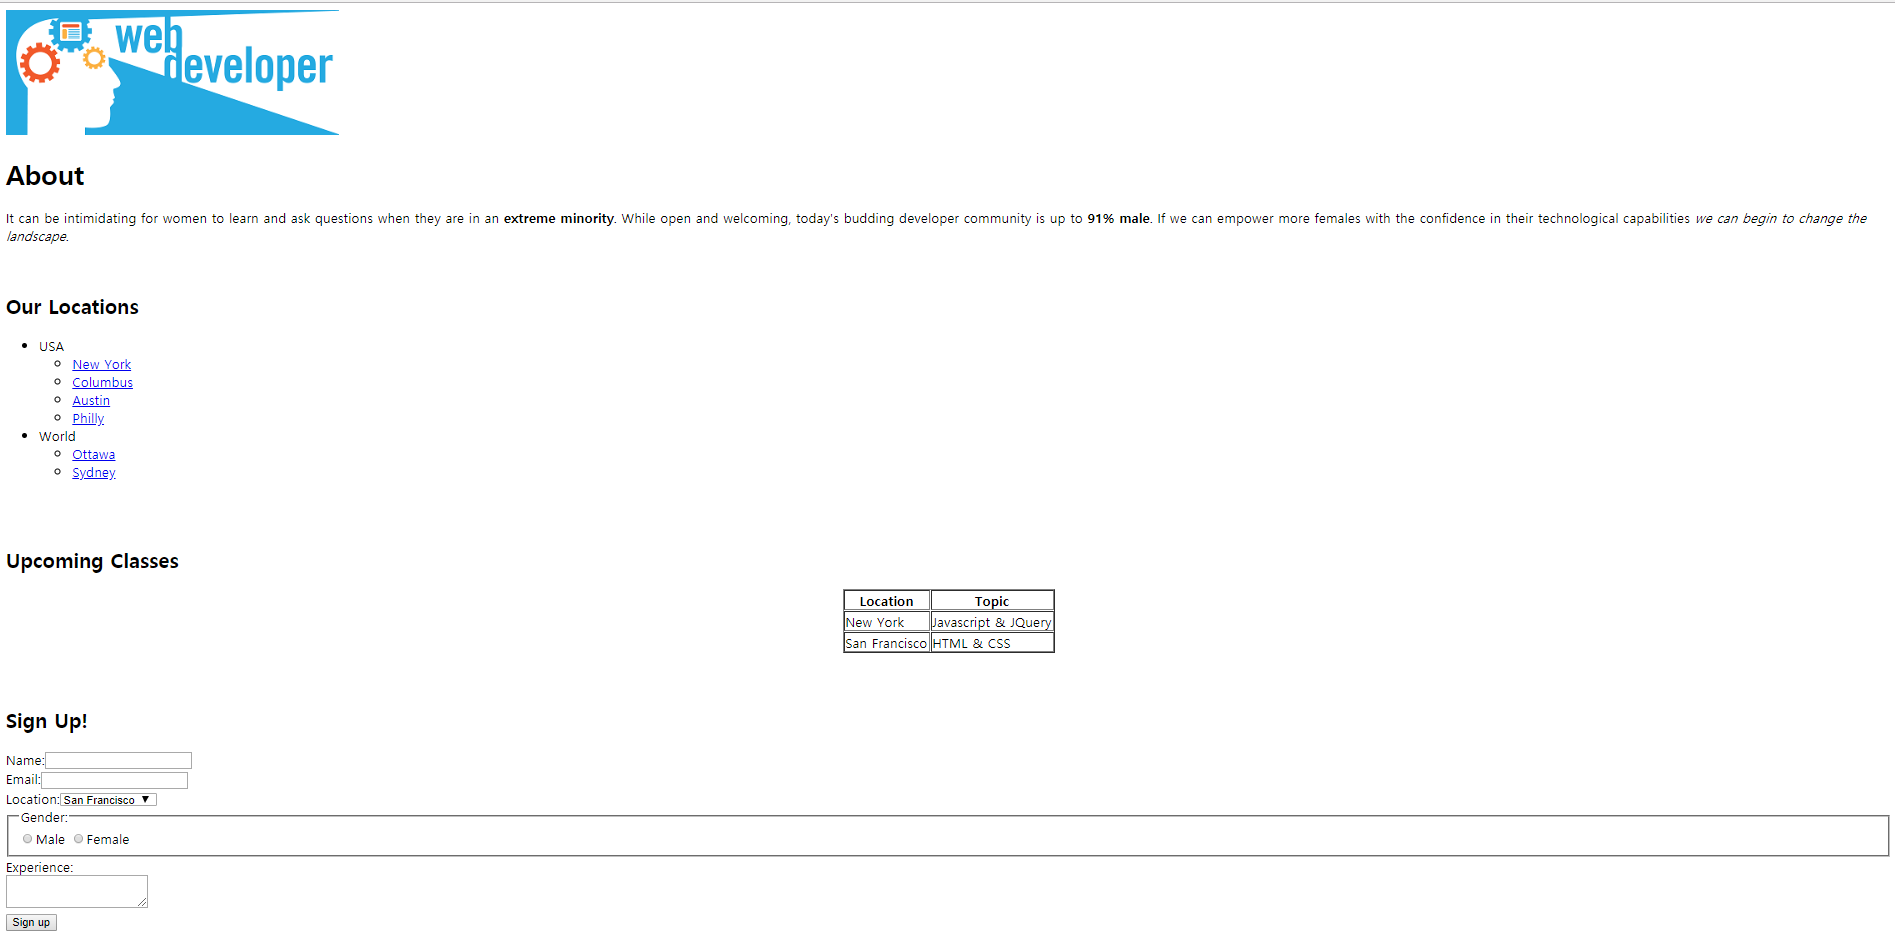 web
developer
About
It can be intimidating for women to learn and ask questions when they are in an extreme minority. While open and welcoming, today's budding developer community is up to 91% male. If we can empower more females with the confidence in their technological capabilities we can begin to change the
landscape.
Our Locations
USA
New York
Columbus
Austin
Philly
World
Ottawa
Sydney
Upcoming Classes
Location Topic
New York Javascript & JQuery
San Francisco HTML & CSS
Sign Up!
Name:
Email:
Location: San Francisco
Gender:
Male Female
Experience:
Sign up